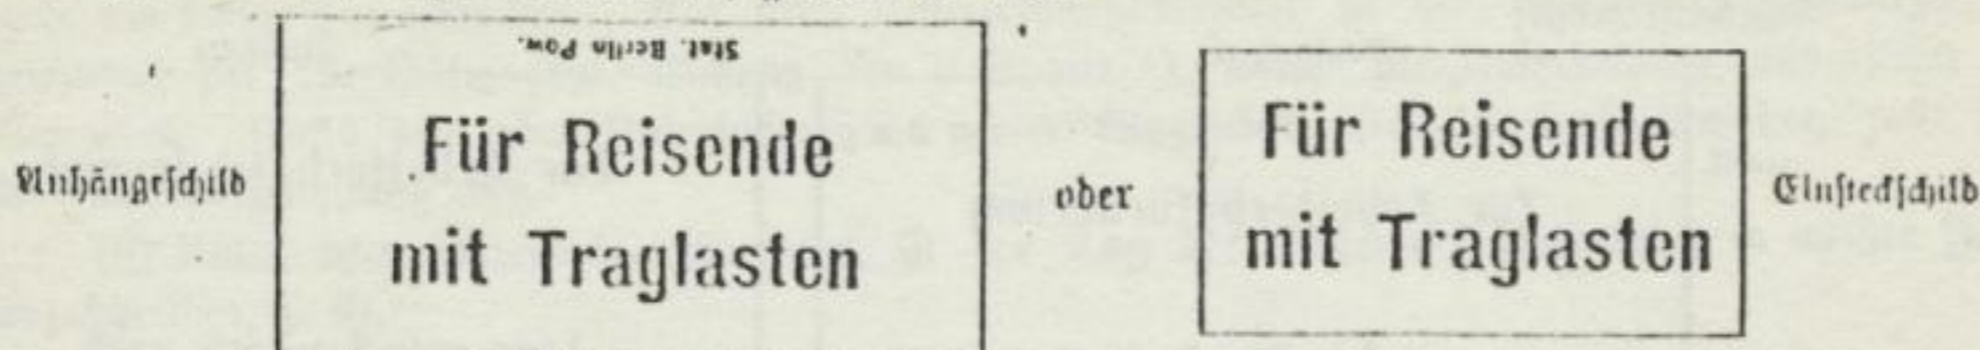 Stat. Berlin Pow.
Für Reisende
mit Traglasten
Anhängeschild
oder
Für Reisende
mit Traglasten
Einsteckschild